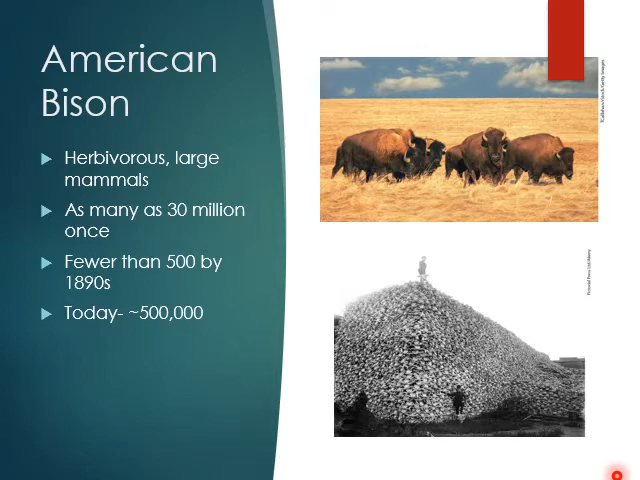 American
Bison
Herbivorous, large
mammals
As many as 30 million
once
Fewer than 500 by
1890s
Today- ~500,000